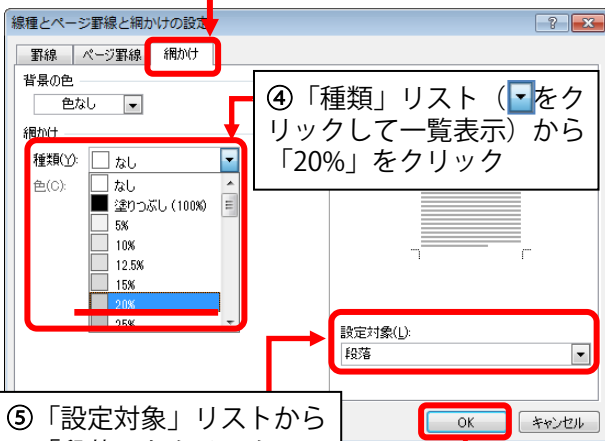 線種とページ罫線と網かけの設定
罫線 ページ罫線 網かけ
背景の色
色なし
網かけ
種類(Y): なし
色(C):
なし
塗りつぶし (100%)
5%
10%
12.5%
15%
20%
25%
④「種類」リスト（をク
リックして一覧表示）から
「20%」をクリック
設定対象(L):
段落
⑤「設定対象」リストから
OK キャンセル